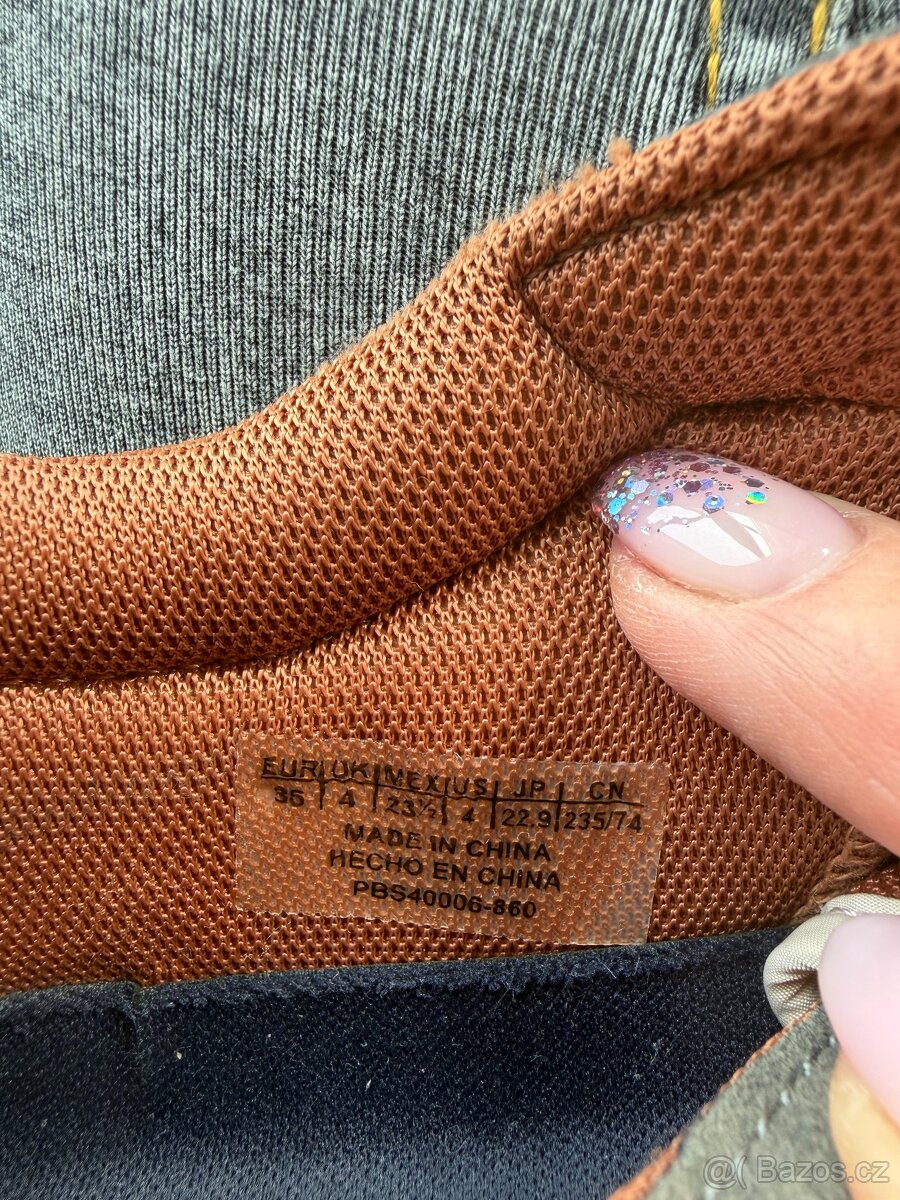 EUR UK MEX US JP CN
35 4 23½ 4 22.9 235/74
MADE IN CHINA
HECHO EN CHINA
PBS40006-860
@( Bazos.cz